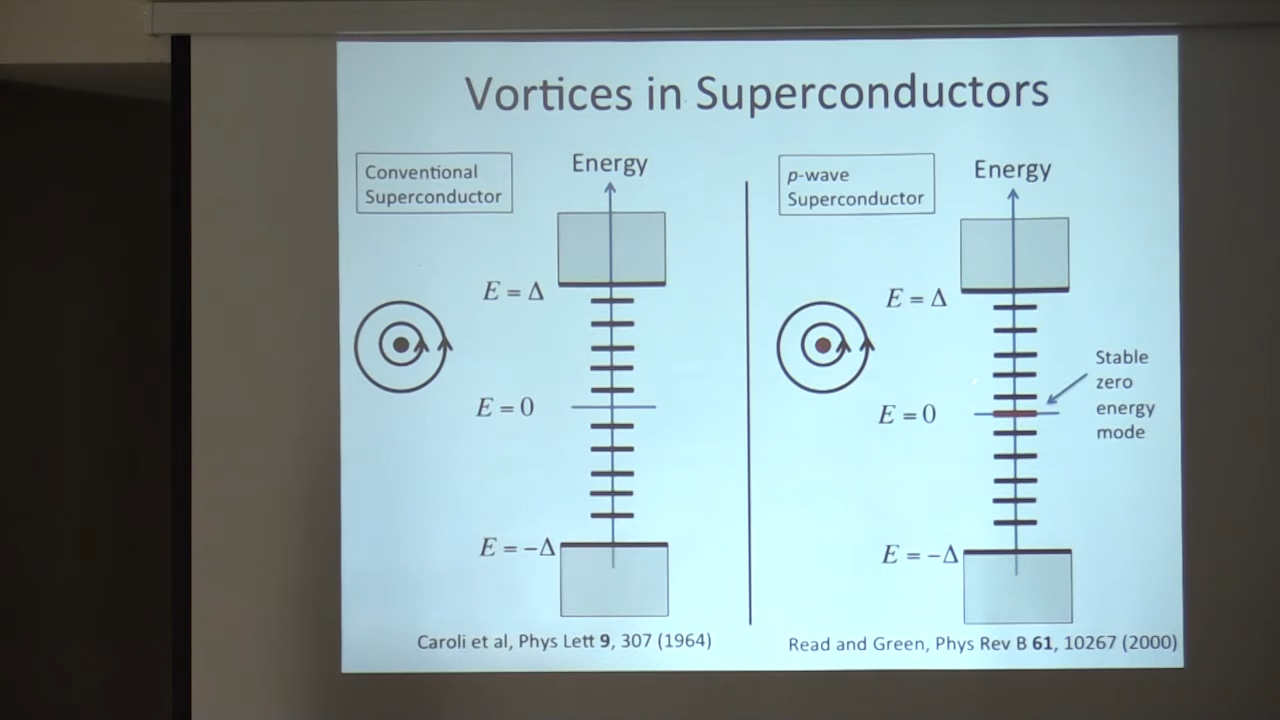 Vortices in Superconductors
Conventional
Superconductor
Energy
E = Δ
E = 0
E = −Δ
Caroli et al, Phys Lett 9, 307 (1964)
p-wave
Superconductor
Energy
E = Δ
Stable
zero
energy
mode
E = 0
E = −Δ
Read and Green, Phys Rev B 61, 10267 (2000)